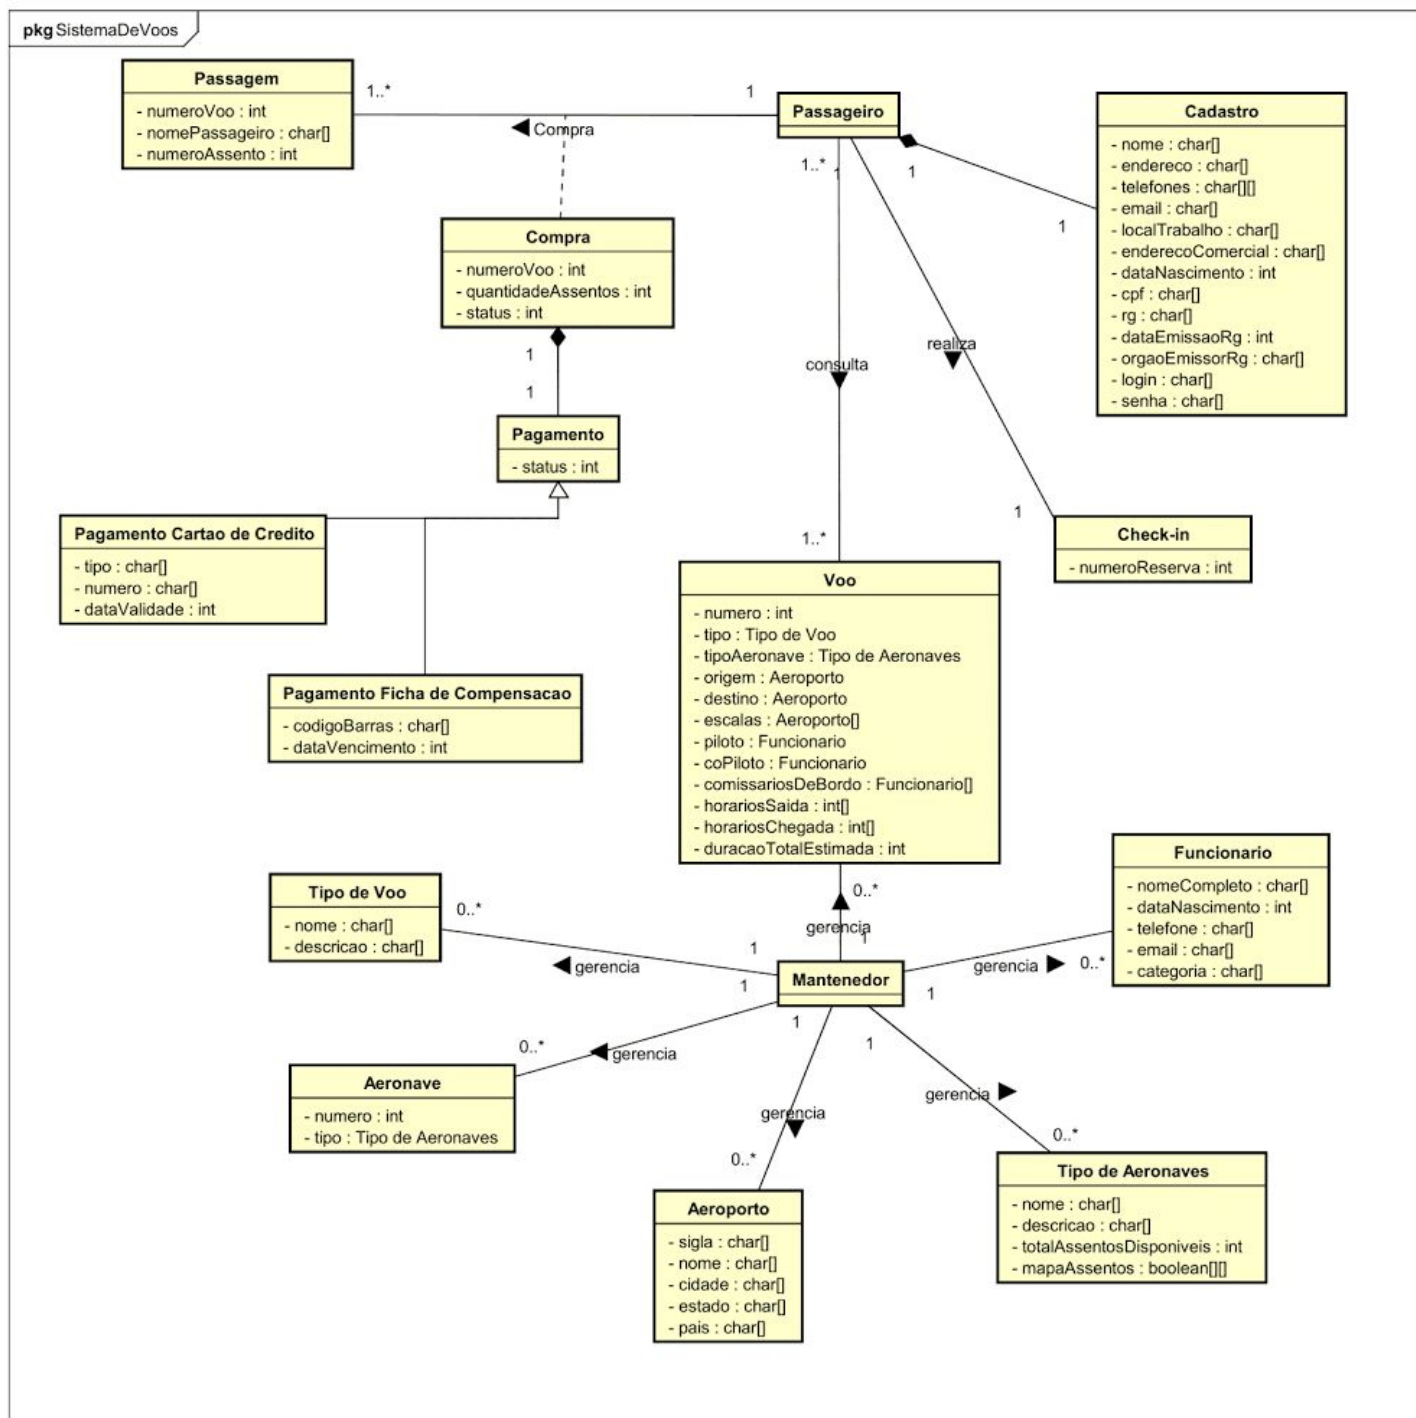 pkg SistemaDeVoos
Passagem
- numeroVoo : int
- nomePassageiro : char[]
- numeroAssento : int
1..*
1
Compra
Passageiro
1..*
1
1
1
Cadastro
- nome : char[]
- endereco : char[]
- telefones : char[][]
- email : char[]
- localTrabalho : char[]
- enderecoComercial : char[]
- dataNascimento : int
- cpf : char[]
- rg : char[]
- dataEmissaoRg : int
- orgaoEmissorRg : char[]
- login : char[]
- senha : char[]
Compra
- numeroVoo : int
- quantidadeAssentos : int
- status : int
1
1
consulta
realiza
Pagamento
- status : int
Pagamento Cartao de Credito
- tipo : char[]
- numero : char[]
- dataValidade : int
1
Check-in
- numeroReserva : int
1..*
Voo
- numero : int
- tipo : Tipo de Voo
- tipoAeronave : Tipo de Aeronaves
- origem : Aeroporto
- destino : Aeroporto
- escalas : Aeroporto[]
- piloto : Funcionario
- coPiloto : Funcionario
- comissariosDeBordo : Funcionario[]
- horariosSaida : int[]
- horariosChegada : int[]
- duracaoTotalEstimada : int
Pagamento Ficha de Compensacao
- codigoBarras : char[]
- dataVencimento : int
Funcionario
- nomeCompleto : char[]
- dataNascimento : int
- telefone : char[]
- email : char[]
- categoria : char[]
Tipo de Voo
- nome : char[]
- descricao : char[]
0..*
0..*
gerencia
1
1
gerencia
Mantenedor
gerencia
0..*
1
1
1
1
0..*
gerencia
Aeronave
- numero : int
- tipo : Tipo de Aeronaves
gerencia
gerencia
0..*
0..*
Aeroporto
- sigla : char[]
- nome : char[]
- cidade : char[]
- estado : char[]
- pais : char[]
Tipo de Aeronaves
- nome : char[]
- descricao : char[]
- totalAssentosDisponiveis : int
- mapaAssentos : boolean[][]